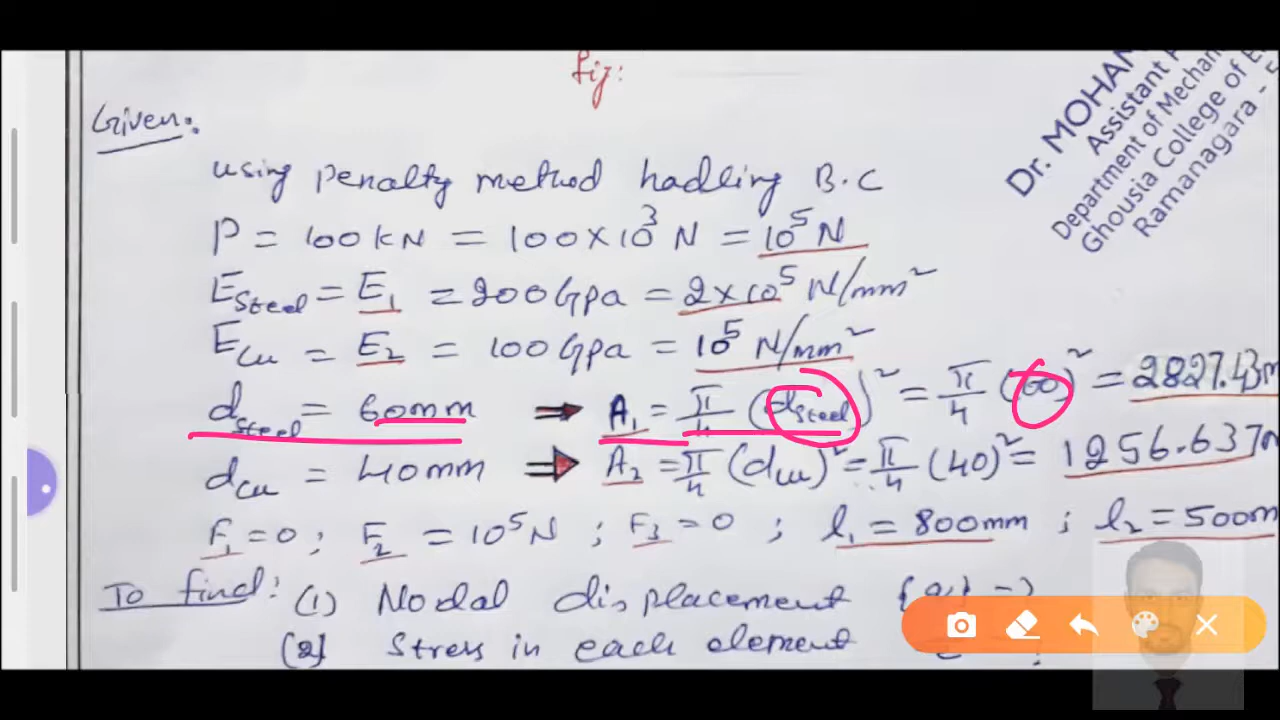 Fig:
Dr. MOHAM
Assistant P
Department of Mechan
Ghousia College of E
Ramanagara -
Given:
using penalty method hadling B.C
P = 100 kN = 100 × 10³ N = 10⁵ N
E_Steel = E₁ = 200 Gpa = 2 × 10⁵ N/mm²
E_Cu = E₂ = 100 Gpa = 10⁵ N/mm²
d_Steel = 60mm ⇒ A₁ = π/4 (d_Steel)² = π/4 (60)² = 2827.43m
d_Cu = 40mm ⇒ A₂ = π/4 (d_Cu)² = π/4 (40)² = 1256.637m
F₁ = 0 ; F₂ = 10⁵ N ; F₃ = 0 ; l₁ = 800mm ; l₂ = 500m
To find: (1) Nodal displacement
(2) Stress in each element